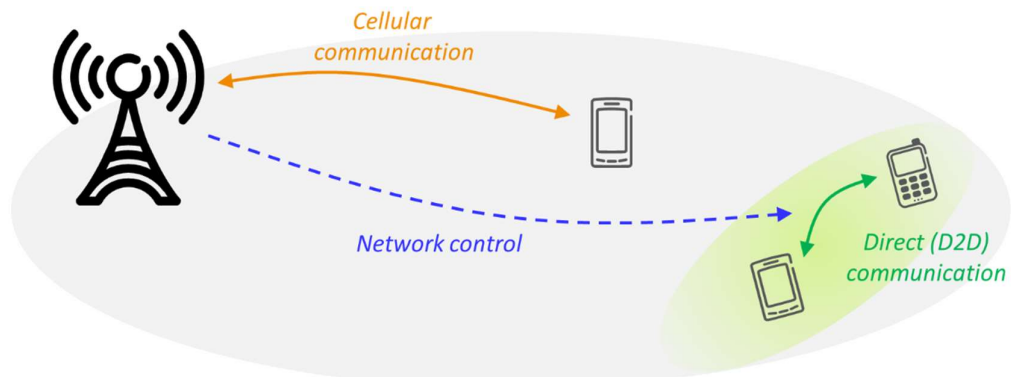 Cellular
communication
Network control
Direct (D2D)
communication